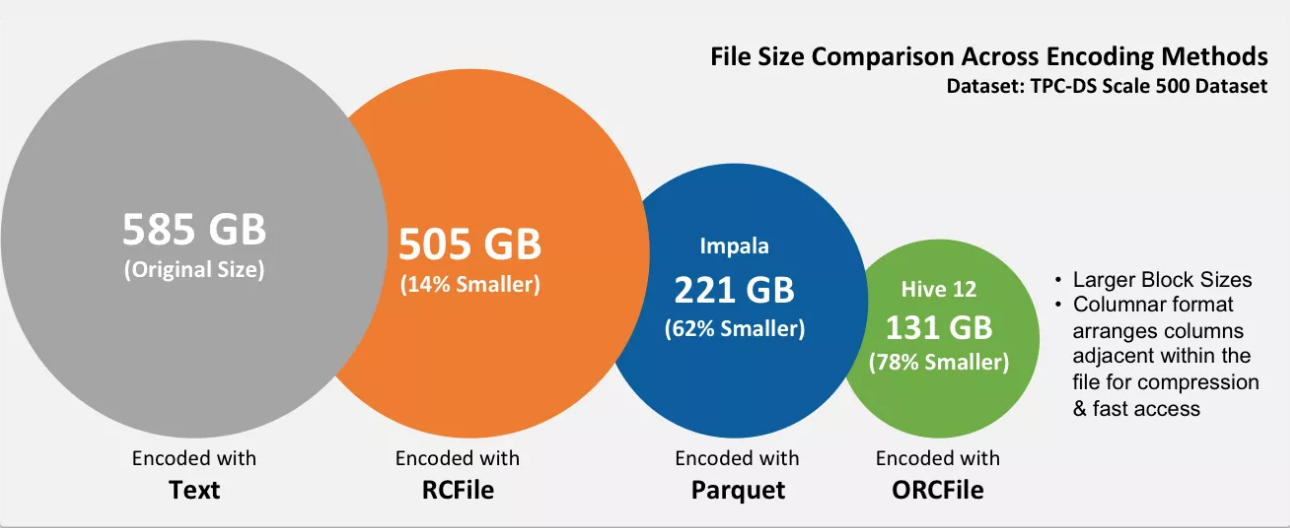 File Size Comparison Across Encoding Methods
Dataset: TPC-DS Scale 500 Dataset
585 GB
(Original Size)
505 GB
(14% Smaller)
Impala
221 GB
(62% Smaller)
Hive 12
131 GB
(78% Smaller)
• Larger Block Sizes
• Columnar format
arranges columns
adjacent within the
file for compression
& fast access
Encoded with
Text
Encoded with
RCFile
Encoded with
Parquet
Encoded with
ORCFile